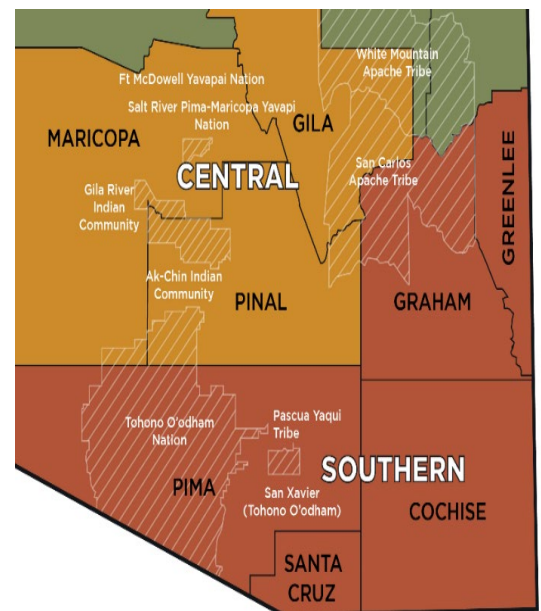 White Mountain
Apache Tribe
Ft McDowell Yavapai Nation
Salt River Pima-Maricopa Yavapi
Nation
GILA
MARICOPA
San Carlos
Apache Tribe
CENTRAL
Gila River
Indian
Community
GREENLEE
Ak-Chin Indian
Community
PINAL
GRAHAM
Tohono O'odham
Nation
Pascua Yaqui
Tribe
SOUTHERN
PIMA
San Xavier
(Tohono O'odham)
COCHISE
SANTA
CRUZ